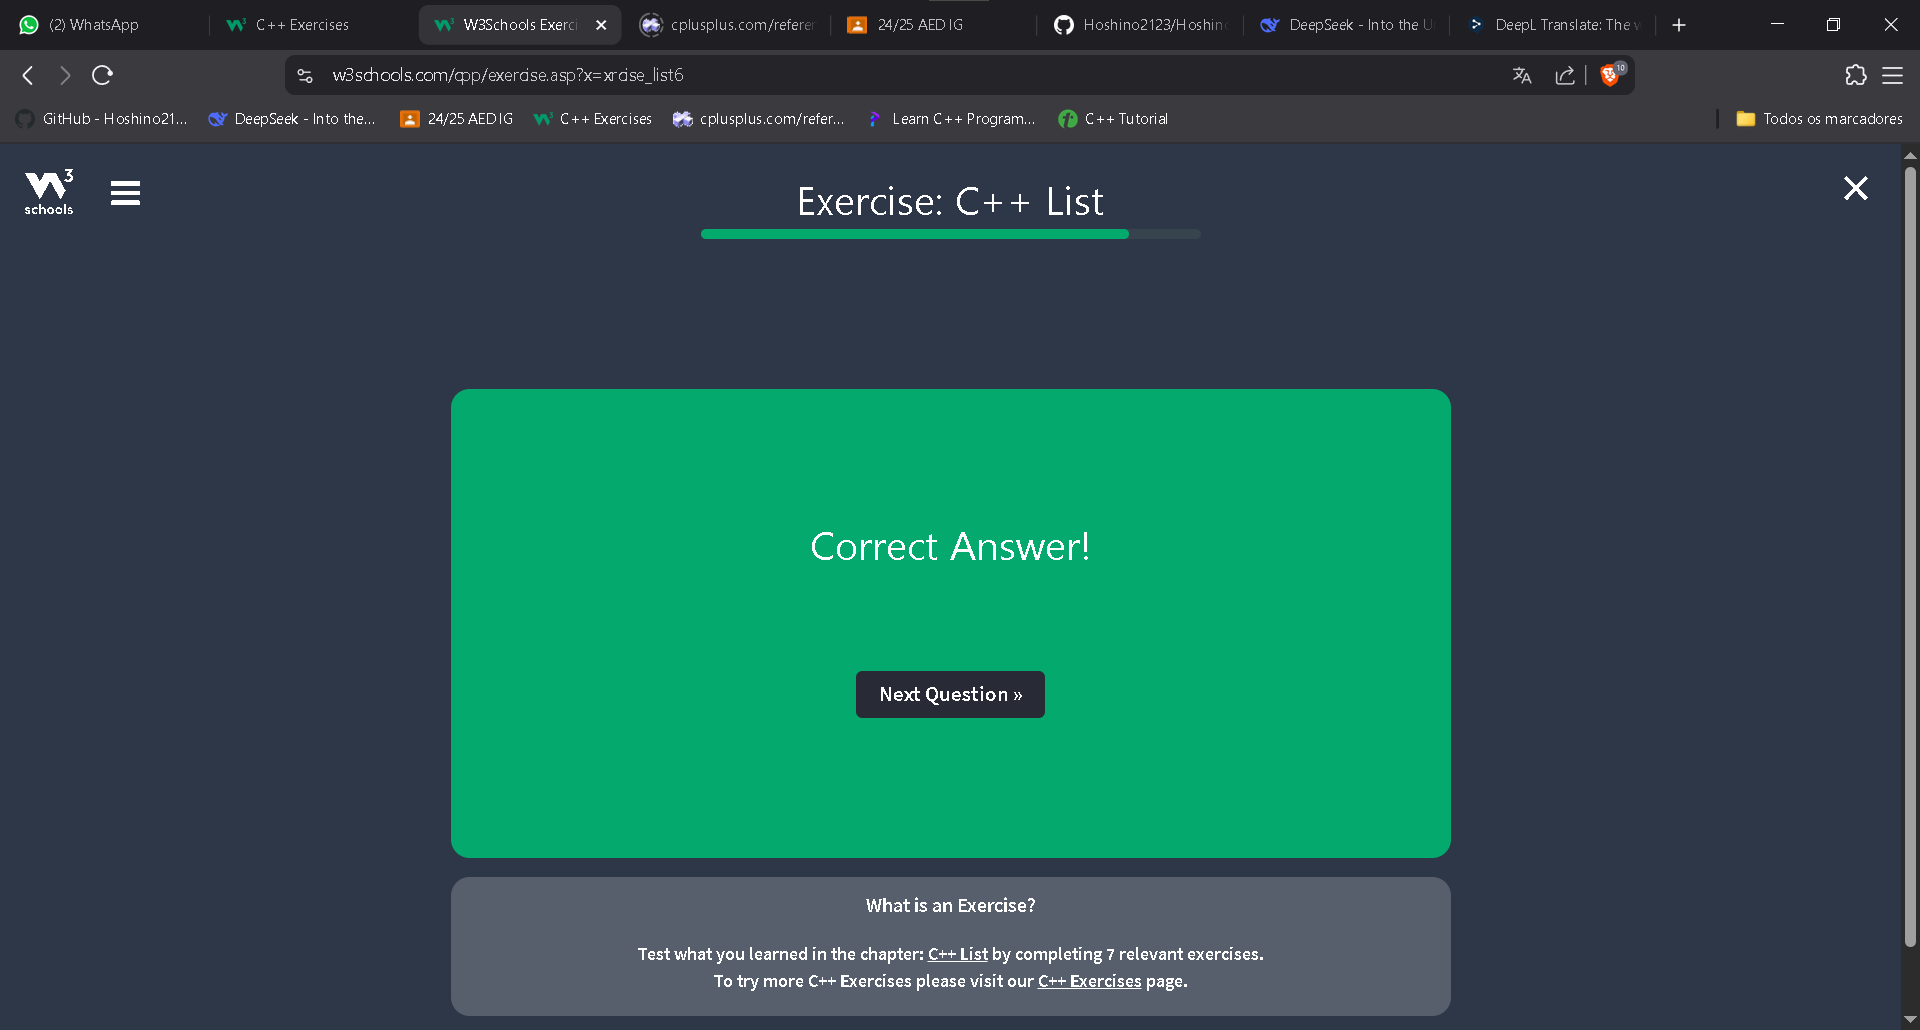 (2) WhatsApp
C++ Exercises
W3Schools Exerci
cplusplus.com/referen
24/25 AED IG
Hoshino2123/Hoshino
DeepSeek - Into the U
DeepL Translate: The w
w3schools.com/cpp/exercise.asp?x=xrcise_list6
10
GitHub - Hoshino21...
DeepSeek - Into the...
24/25 AED IG
C++ Exercises
cplusplus.com/refer...
Learn C++ Program...
C++ Tutorial
Todos os marcadores
3
schools
Exercise: C++ List
Correct Answer!
Next Question »
What is an Exercise?
Test what you learned in the chapter: C++ List by completing 7 relevant exercises.
To try more C++ Exercises please visit our C++ Exercises page.